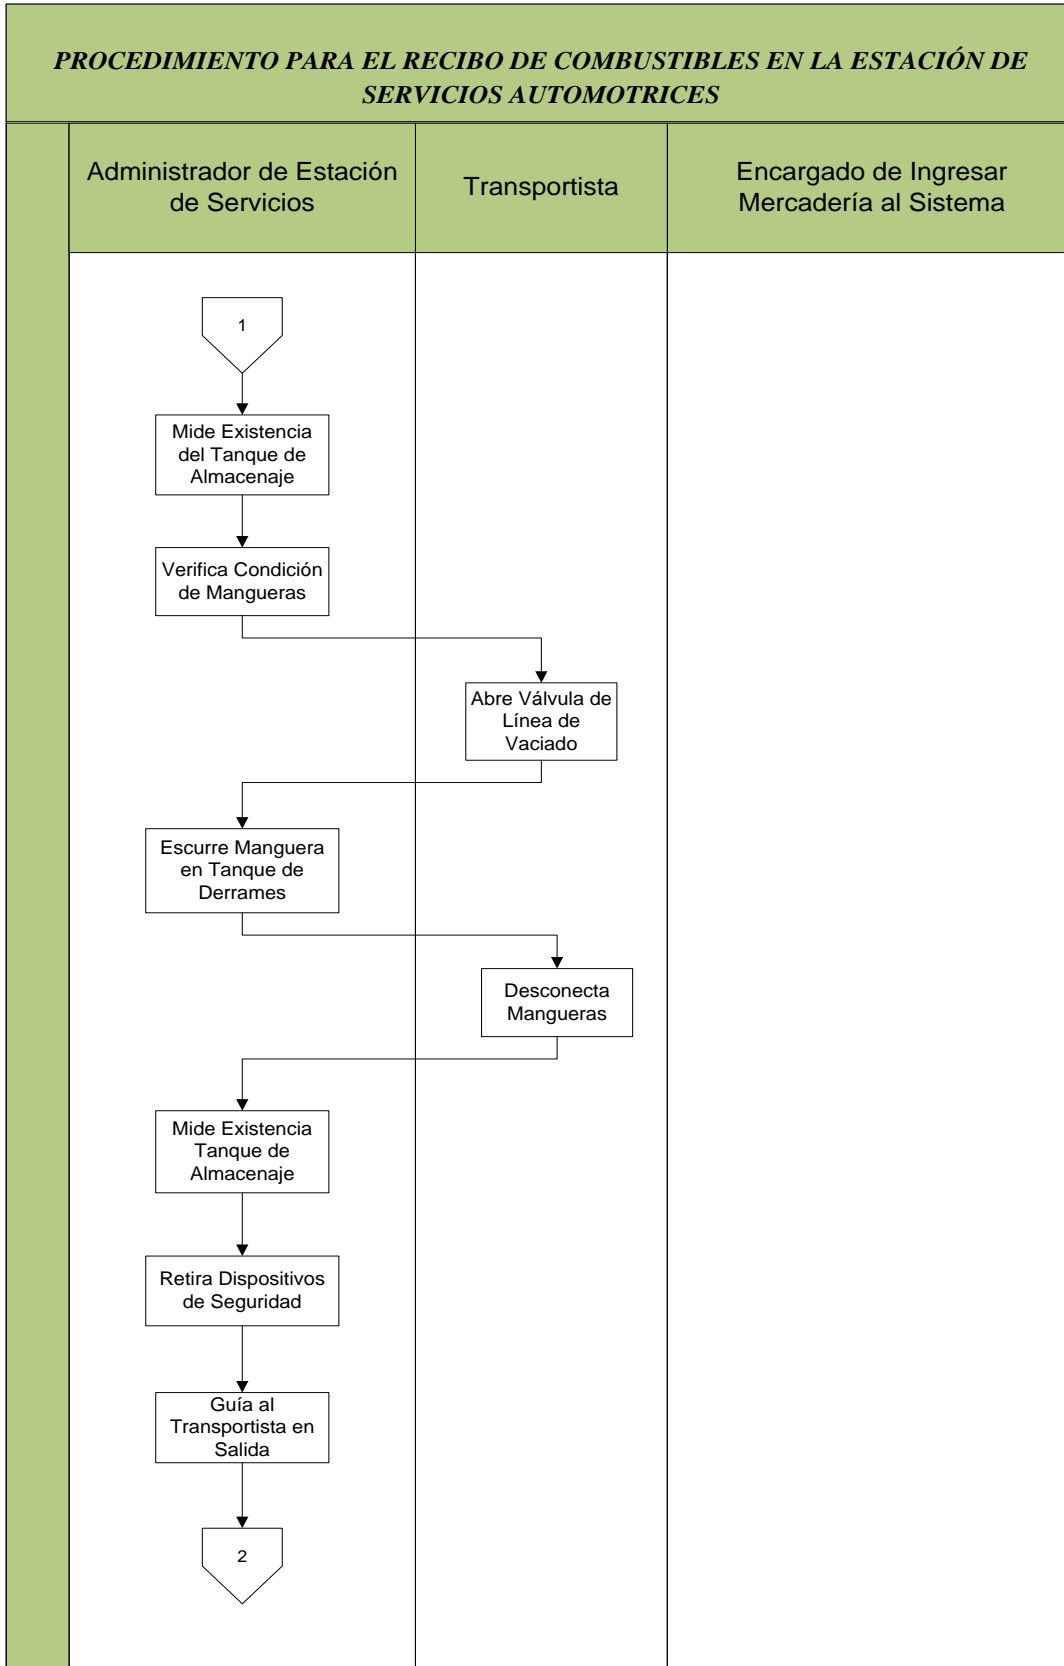 PROCEDIMIENTO PARA EL RECIBO DE COMBUSTIBLES EN LA ESTACIÓN DE
SERVICIOS AUTOMOTRICES
Administrador de Estación
de Servicios
Transportista
Encargado de Ingresar
Mercadería al Sistema
1
Mide Existencia
del Tanque de
Almacenaje
Verifica Condición
de Mangueras
Abre Válvula de
Línea de
Vaciado
Escurre Manguera
en Tanque de
Derrames
Desconecta
Mangueras
Mide Existencia
Tanque de
Almacenaje
Retira Dispositivos
de Seguridad
Guía al
Transportista en
Salida
2